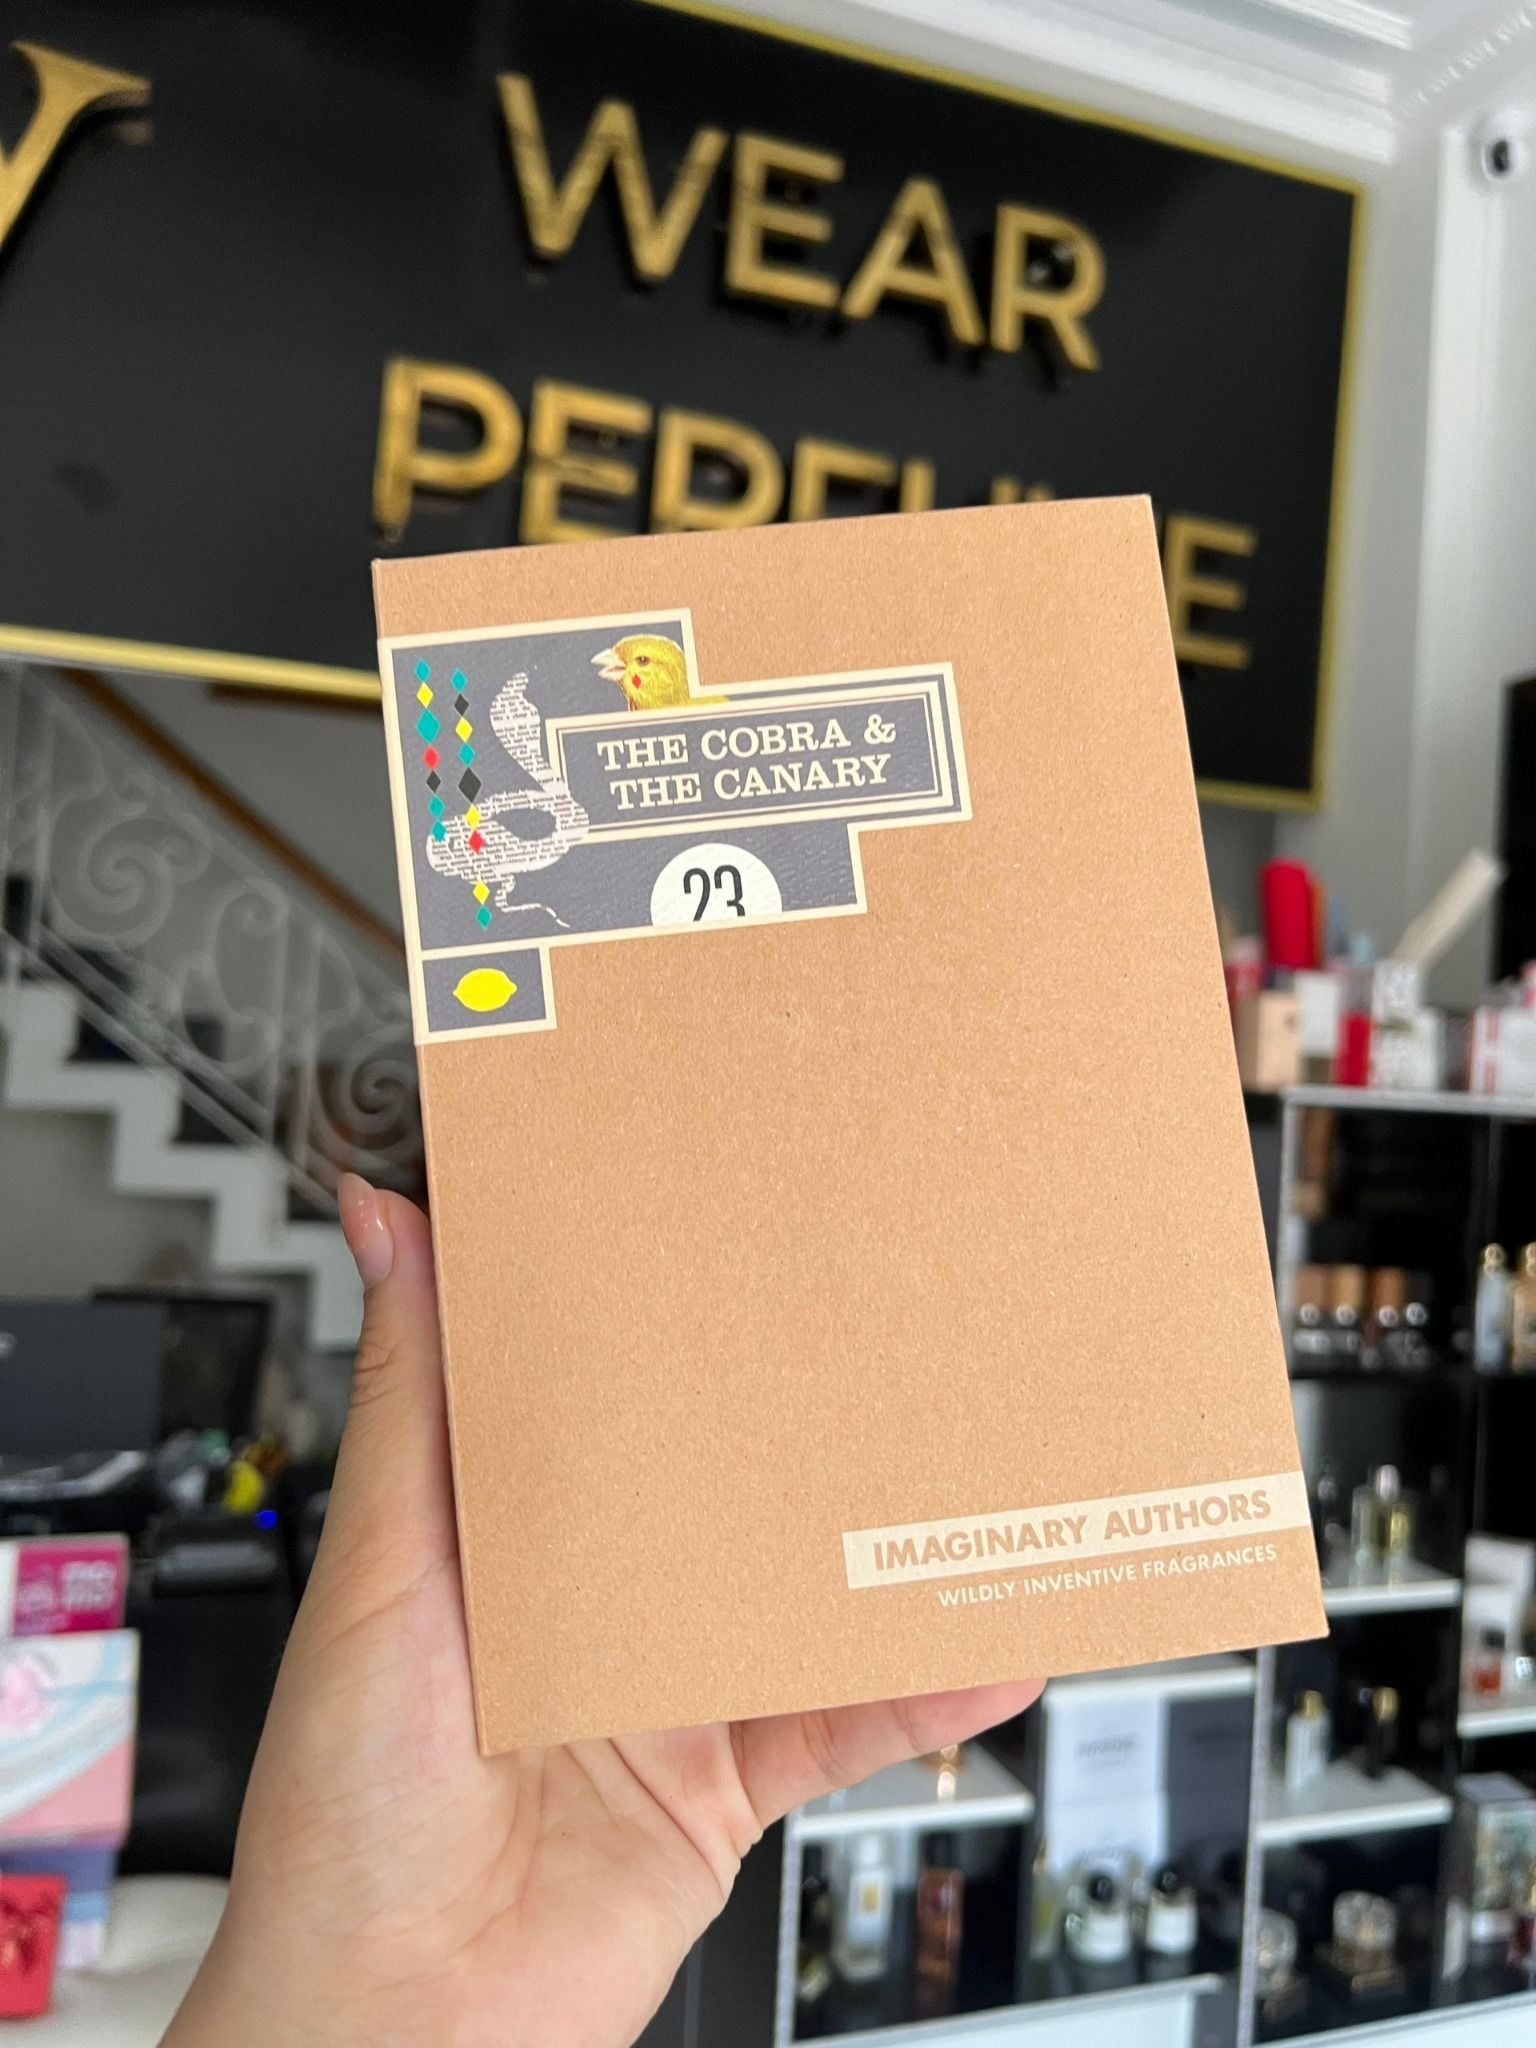 WEAR
THE COBRA &
THE CANARY
23
IMAGINARY AUTHORS
WILDLY INVENTIVE FRAGRANCES